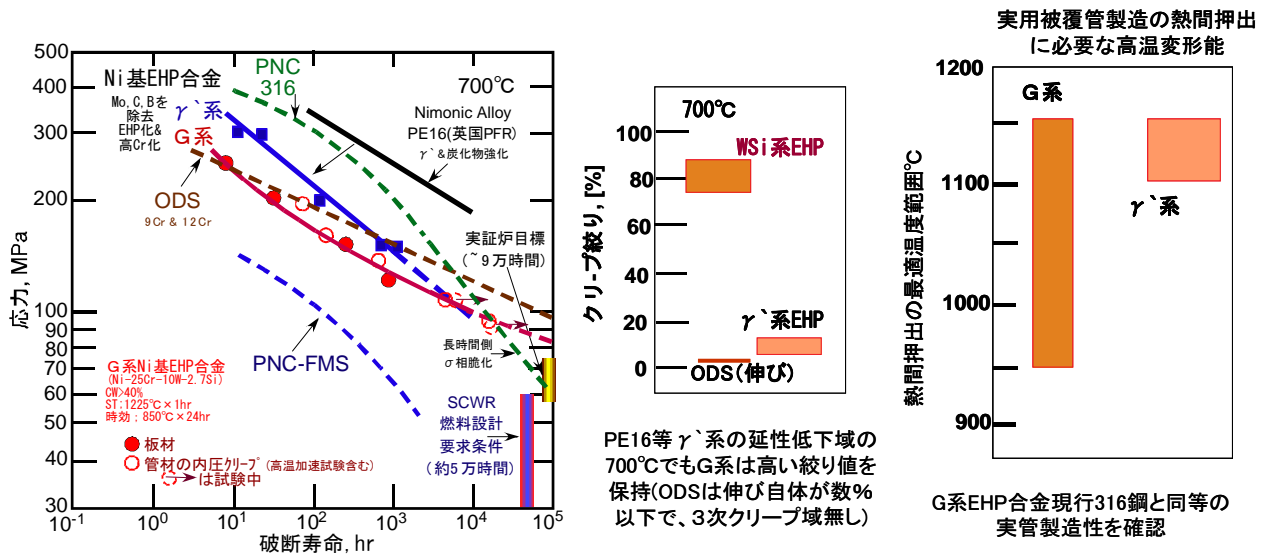 500
400
300
200
100
90
80
70
60
50
40
30
応力, MPa
10-1
100
101
102
103
104
105
破断寿命, hr
Ni基EHP合金
Mo, C, Bを
除去
EHP化&
高Cr化
γ`系
G系
PNC
316
700℃
Nimonic Alloy
PE16(英国PFR)
γ`&炭化物強化
ODS
9Cr & 12Cr
実証炉目標
(~9万時間)
PNC-FMS
長時間側
σ相脆化
G系Ni基EHP合金
(Ni-25Cr-10W-2.7Si)
CW>40%
ST:1225℃×1hr
時効;850℃×24hr
板材
管材の内圧クリープ(高温加速試験含む)
は試験中
SCWR
燃料設計
要求条件
(約5万時間)
700℃
クリープ絞り, [%]
100
80
60
40
20
0
WSi系EHP
γ`系EHP
ODS(伸び)
PE16等γ`系の延性低下域の
700℃でもG系は高い絞り値を
保持(ODSは伸び自体が数%
以下で、3次クリープ域無し)
実用被覆管製造の熱間押出
に必要な高温変形能
熱間押出の最適温度範囲℃
1200
1100
1000
900
G系
γ`系
G系EHP合金現行316鋼と同等の
実管製造性を確認